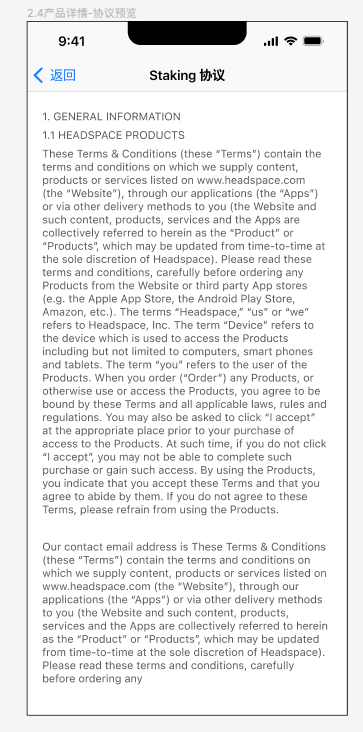 2.4产品详情-协议预览
9:41
返回
Staking 协议
1. GENERAL INFORMATION
1.1 HEADSPACE PRODUCTS
These Terms & Conditions (these “Terms”) contain the
terms and conditions on which we supply content,
products or services listed on www.headspace.com
(the “Website”), through our applications (the “Apps”)
or via other delivery methods to you (the Website and
such content, products, services and the Apps are
collectively referred to herein as the “Product” or
“Products”, which may be updated from time-to-time at
the sole discretion of Headspace). Please read these
terms and conditions, carefully before ordering any
Products from the Website or third party App stores
(e.g. the Apple App Store, the Android Play Store,
Amazon, etc.). The terms “Headspace,” “us” or “we”
refers to Headspace, Inc. The term “Device” refers to
the device which is used to access the Products
including but not limited to computers, smart phones
and tablets. The term “you” refers to the user of the
Products. When you order (“Order”) any Products, or
otherwise use or access the Products, you agree to be
bound by these Terms and all applicable laws, rules and
regulations. You may also be asked to click “I accept”
at the appropriate place prior to your purchase of
access to the Products. At such time, if you do not click
“I accept”, you may not be able to complete such
purchase or gain such access. By using the Products,
you indicate that you accept these Terms and that you
agree to abide by them. If you do not agree to these
Terms, please refrain from using the Products.
Our contact email address is These Terms & Conditions
(these “Terms”) contain the terms and conditions on
which we supply content, products or services listed on
www.headspace.com (the “Website”), through our
applications (the “Apps”) or via other delivery methods
to you (the Website and such content, products,
services and the Apps are collectively referred to herein
as the “Product” or “Products”, which may be updated
from time-to-time at the sole discretion of Headspace).
Please read these terms and conditions, carefully
before ordering any